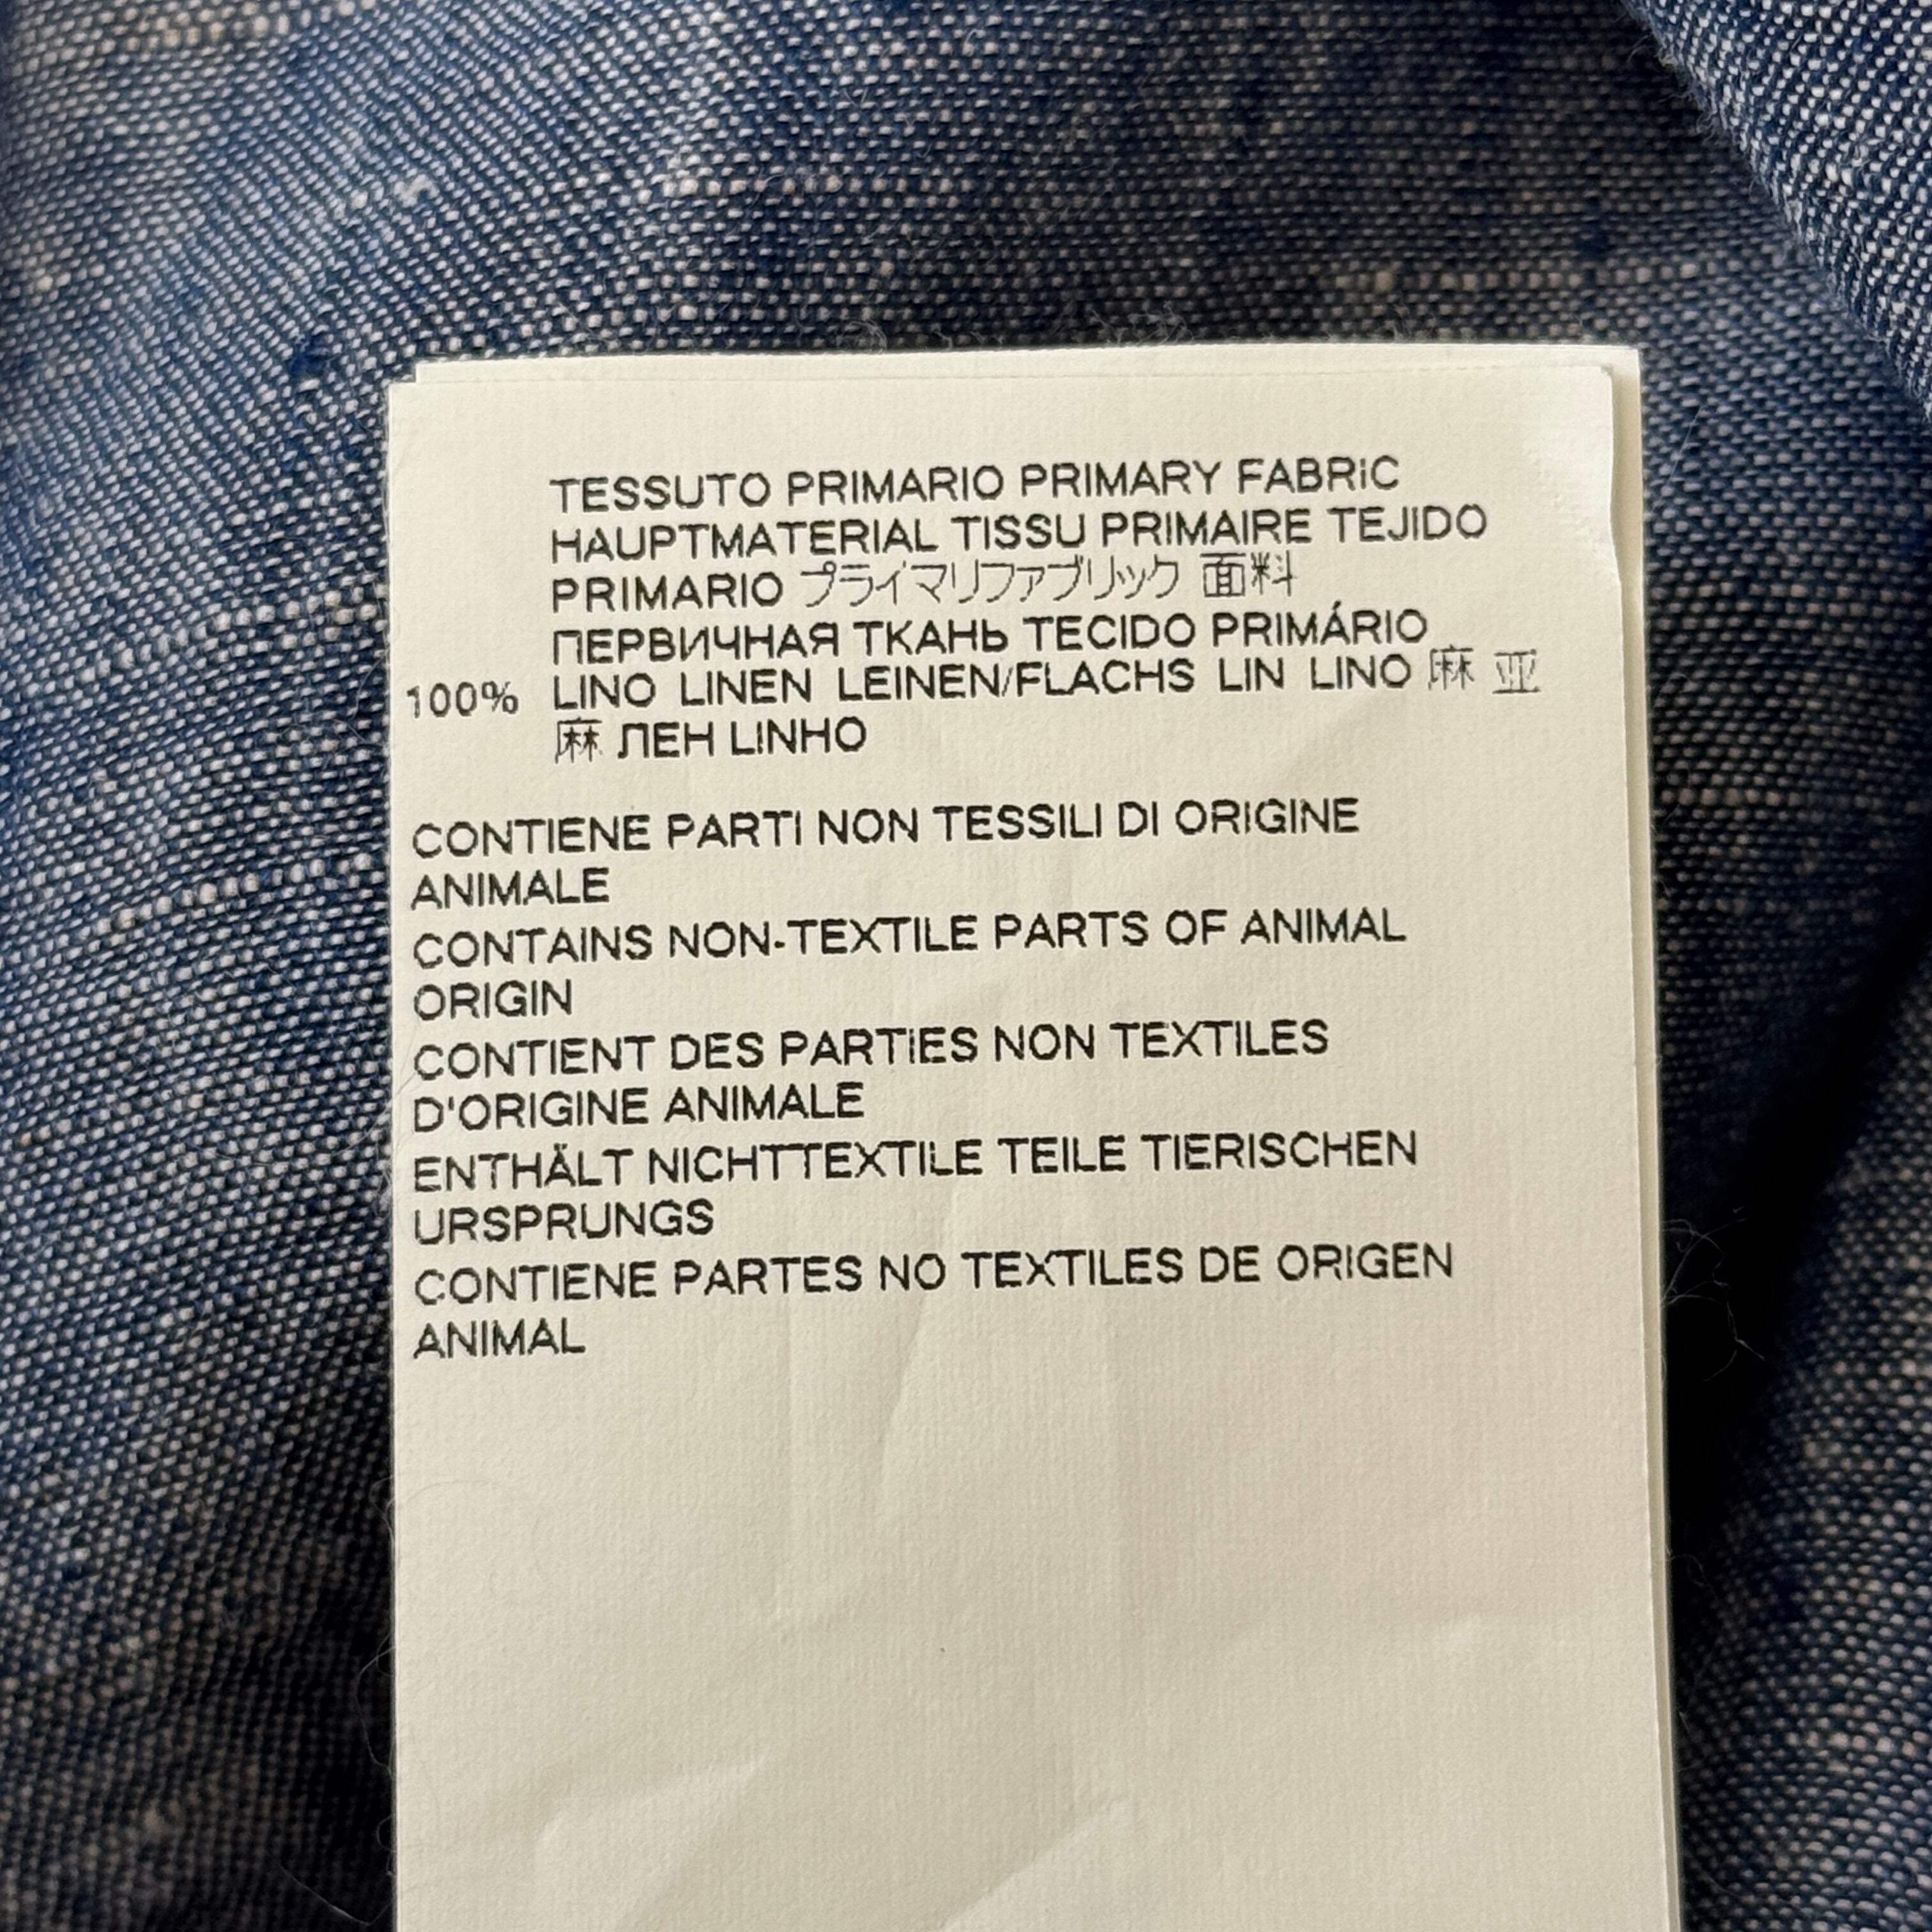 TESSUTO PRIMARIO PRIMARY FABRIC
HAUPTMATERIAL TISSU PRIMAIRE TEJIDO
PRIMARIO プライマリファブリック 面料
ПЕРВИЧНАЯ ТКАНЬ TECIDO PRIMÁRIO
100% LINO LINEN LEINEN/FLACHS LIN LINO 麻 亚
麻 ЛЕН LINHO
CONTIENE PARTI NON TESSILI DI ORIGINE
ANIMALE
CONTAINS NON-TEXTILE PARTS OF ANIMAL
ORIGIN
CONTIENT DES PARTIES NON TEXTILES
D'ORIGINE ANIMALE
ENTHÄLT NICHTTEXTILE TEILE TIERISCHEN
URSPRUNGS
CONTIENE PARTES NO TEXTILES DE ORIGEN
ANIMAL